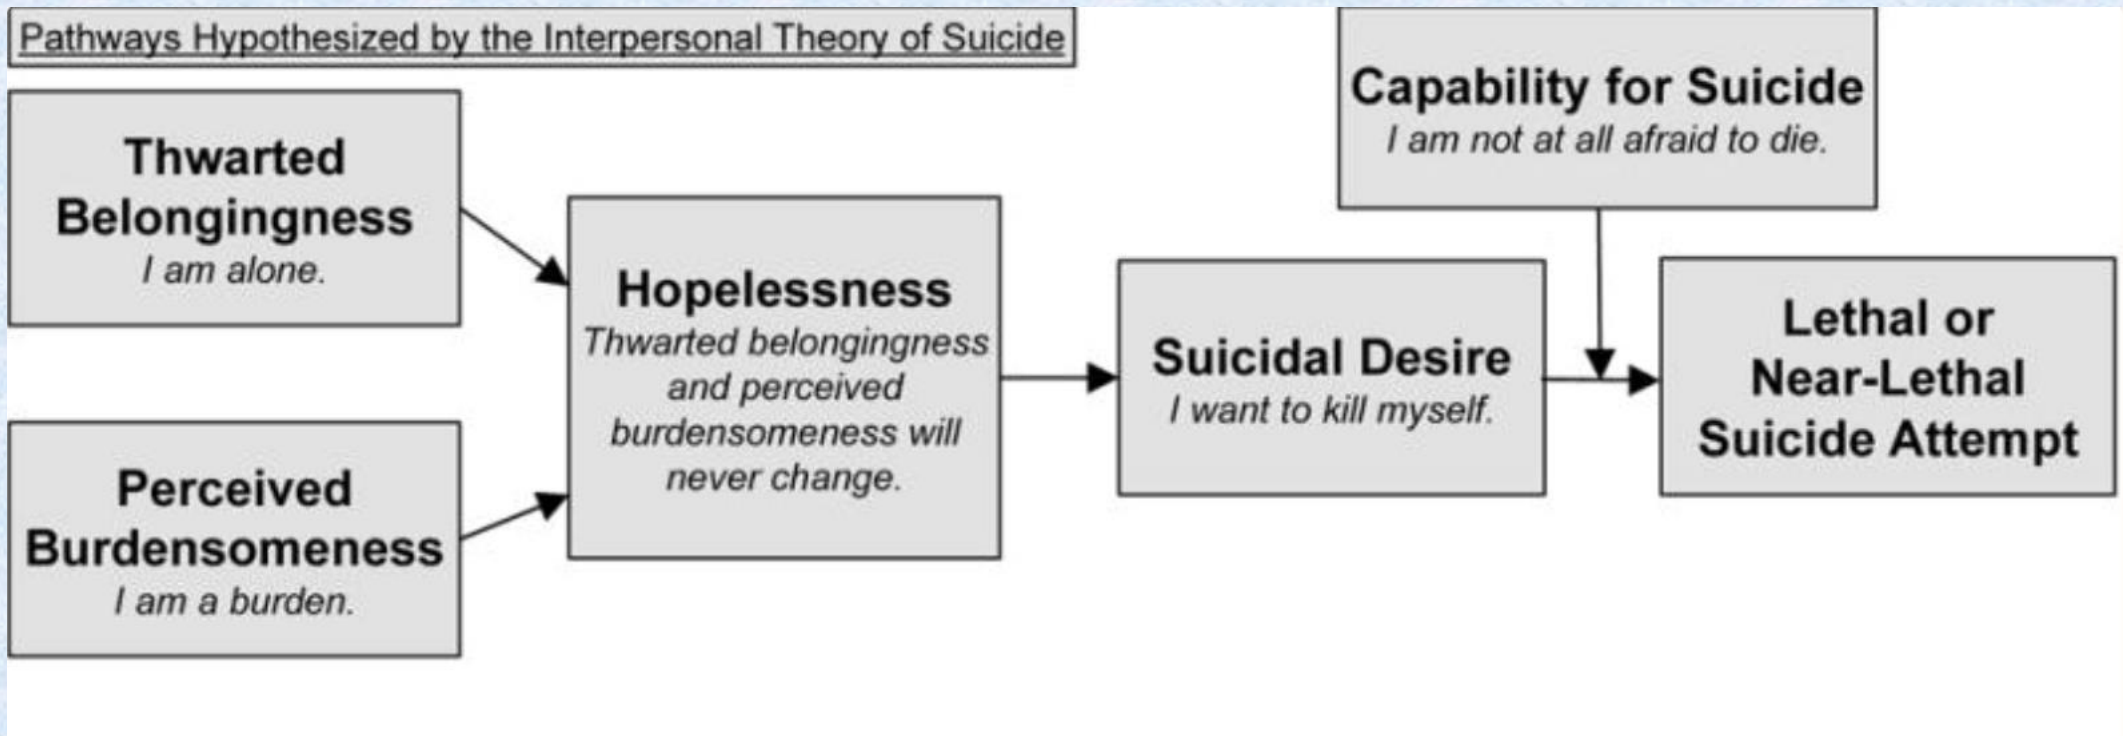 Pathways Hypothesized by the Interpersonal Theory of Suicide
Thwarted
Belongingness
I am alone.
Perceived
Burdensomeness
I am a burden.
Hopelessness
Thwarted belongingness
and perceived
burdensomeness will
never change.
Suicidal Desire
I want to kill myself.
Capability for Suicide
I am not at all afraid to die.
Lethal or
Near-Lethal
Suicide Attempt